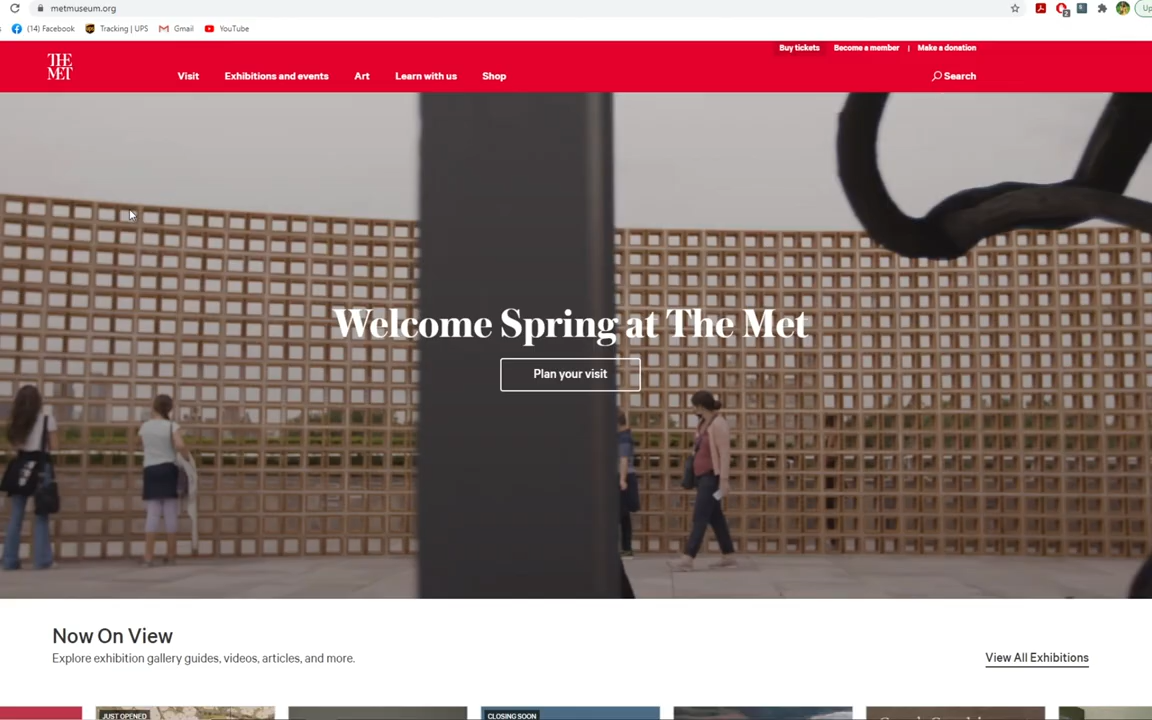 metmuseum.org
(14) Facebook
Tracking | UPS
Gmail
YouTube
Buy tickets
Become a member | Make a donation
THE
MET
Visit
Exhibitions and events
Art
Learn with us
Shop
Search
Welcome Spring at The Met
Plan your visit
Now On View
Explore exhibition gallery guides, videos, articles, and more.
View All Exhibitions
JUST OPENED
CLOSING SOON